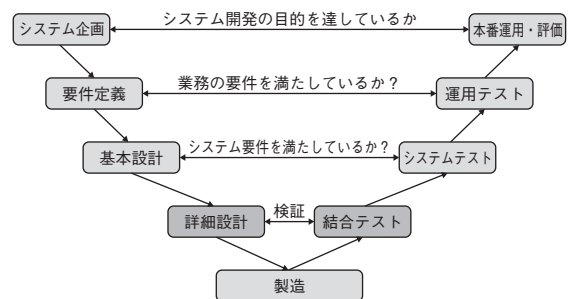 システム開発の目的を達しているか
システム企画
本番運用・評価
業務の要件を満たしているか？
要件定義
運用テスト
システム要件を満たしているか？
基本設計
システムテスト
検証
詳細設計
結合テスト
製造